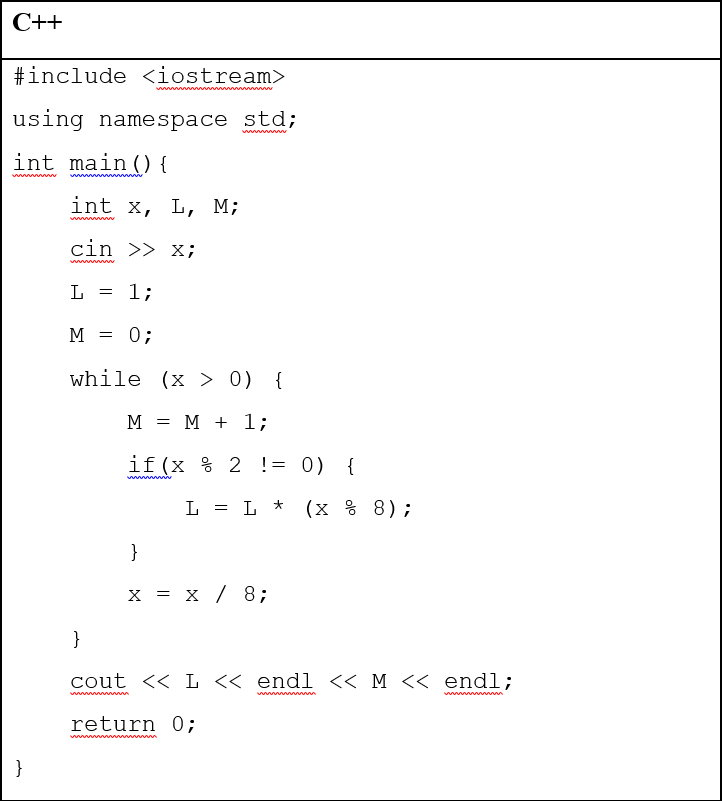 C++
#include <iostream>
using namespace std;
int main(){
int x, L, M;
cin >> x;
L = 1;
M = 0;
while (x > 0) {
M = M + 1;
if(x % 2 != 0) {
L = L * (x % 8);
}
x = x / 8;
}
cout << L << endl << M << endl;
return 0;
}